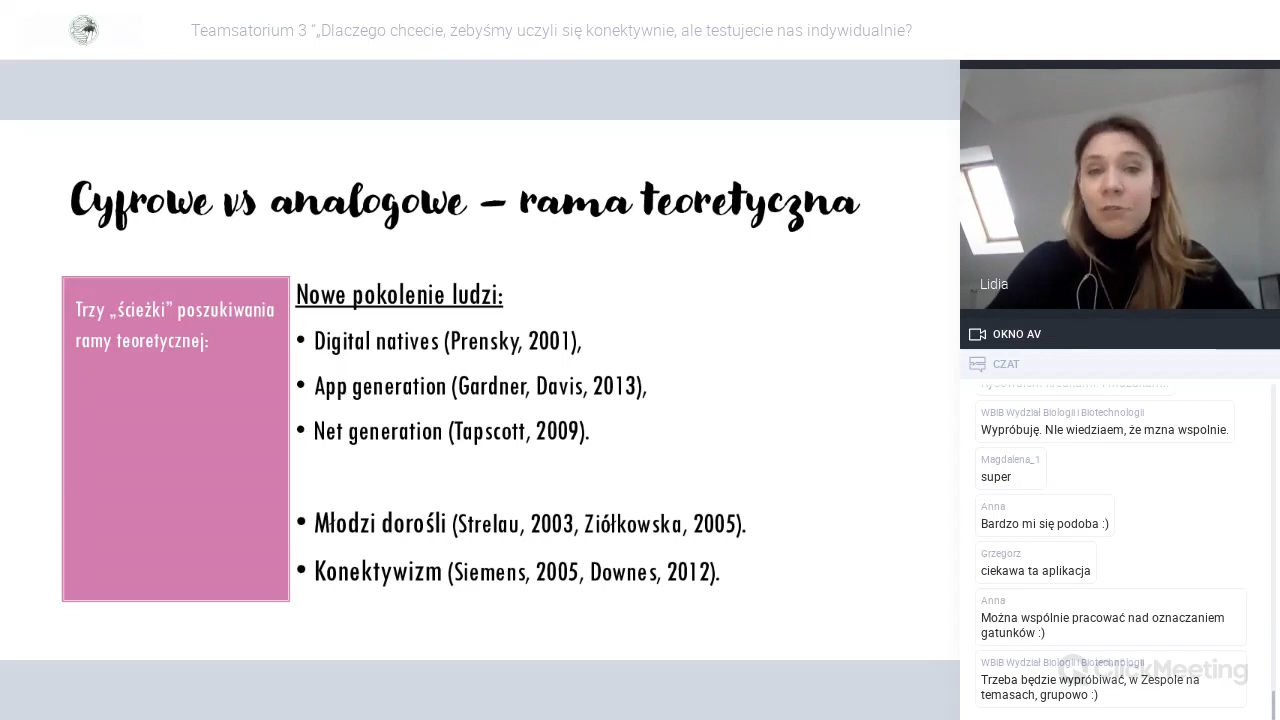 Teamsatorium 3 “„Dlaczego chcecie, żebyśmy uczyli się konektywnie, ale testujecie nas indywidualnie?
Cyfrowe vs analogowe – rama teoretyczna
Trzy „ścieżki” poszukiwania
ramy teoretycznej:
Nowe pokolenie ludzi:
• Digital natives (Prensky, 2001),
• App generation (Gardner, Davis, 2013),
• Net generation (Tapscott, 2009).
• Młodzi dorośli (Strelau, 2003, Ziółkowska, 2005).
• Konektywizm (Siemens, 2005, Downes, 2012).
Lidia
OKNO AV
CZAT
WBiB Wydział Biologii i Biotechnologii
Wypróbuję. NIe wiedziaem, że mzna wspolnie.
Magdalena_1
super
Anna
Bardzo mi się podoba :)
Grzegorz
ciekawa ta aplikacja
Anna
Można wspólnie pracować nad oznaczaniem
gatunków :)
WBiB Wydział Biologii i Biotechnologii
Trzeba będzie wypróbiwać, w Zespole na
temasach, grupowo :)
ClickMeeting